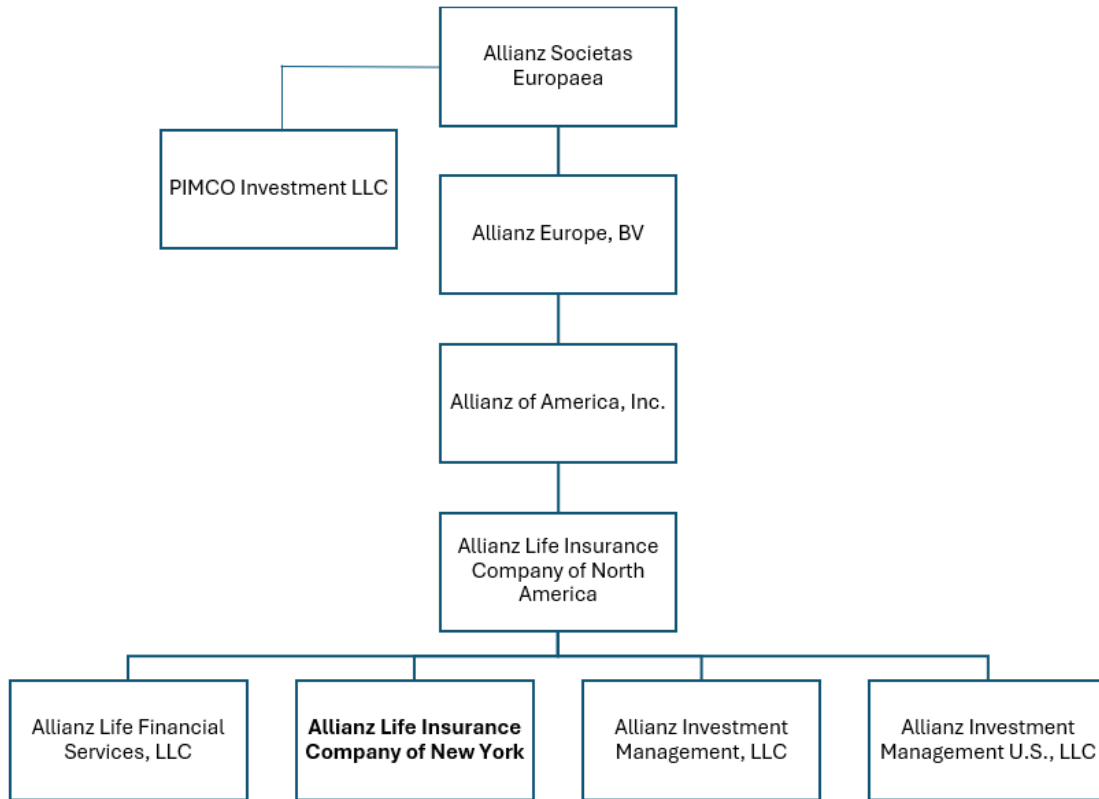 Allianz Societas
Europaea
PIMCO Investment LLC
Allianz Europe, BV
Allianz of America, Inc.
Allianz Life Insurance
Company of North
America
Allianz Life Financial
Services, LLC
Allianz Life Insurance
Company of New York
Allianz Investment
Management, LLC
Allianz Investment
Management U.S., LLC